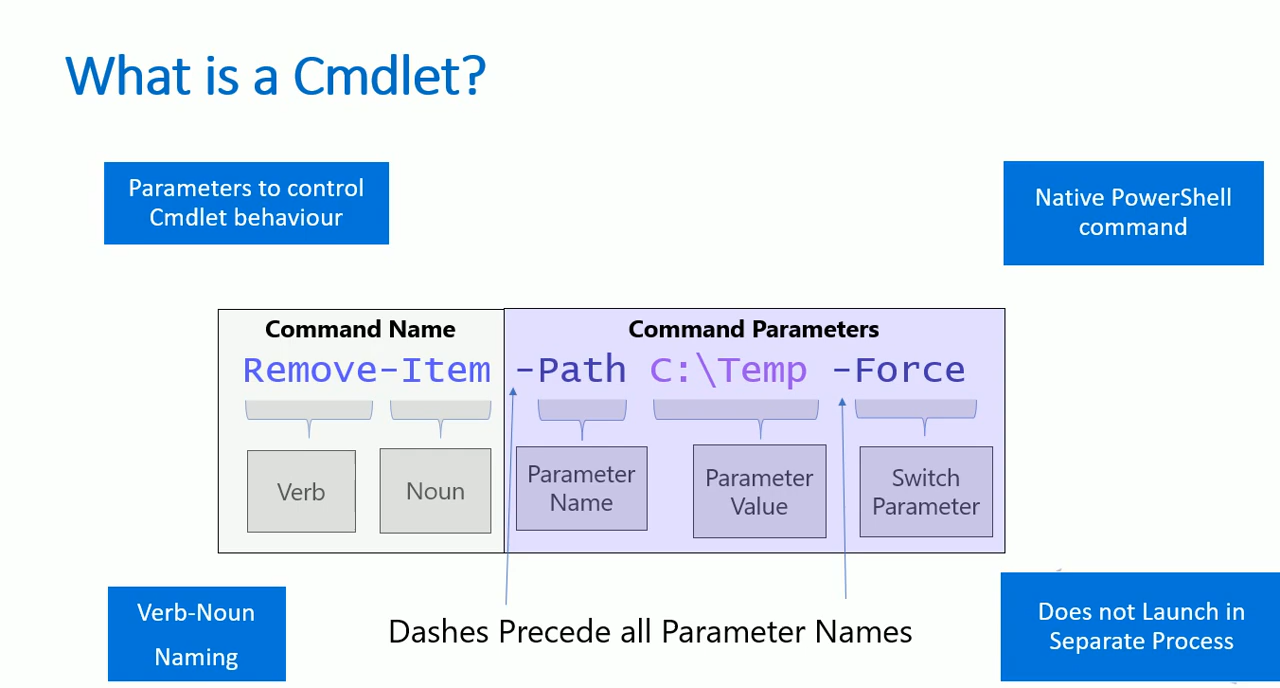 What is a Cmdlet?
Parameters to control
Cmdlet behaviour
Native PowerShell
command
Command Name
Command Parameters
Remove-Item -Path C:\Temp -Force
Verb
Noun
Parameter
Name
Parameter
Value
Switch
Parameter
Verb-Noun
Naming
Dashes Precede all Parameter Names
Does not Launch in
Separate Process